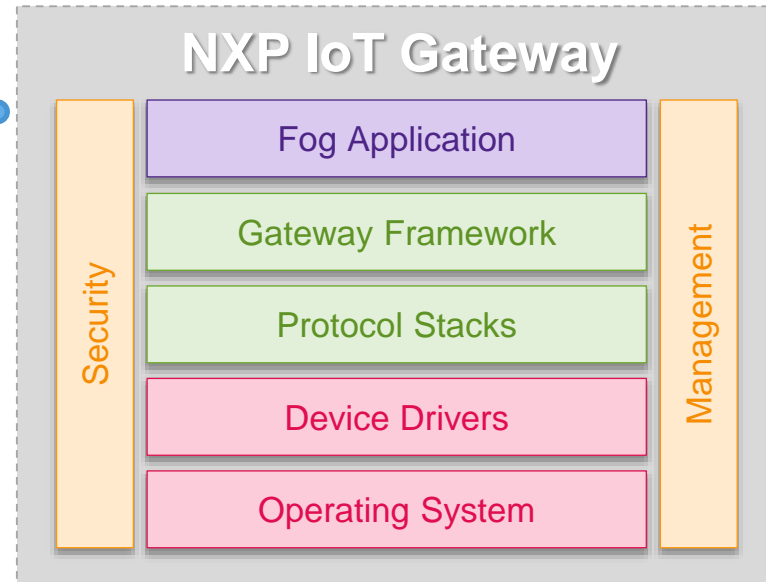 NXP IoT Gateway
Security
Fog Application
Gateway Framework
Protocol Stacks
Device Drivers
Operating System
Management